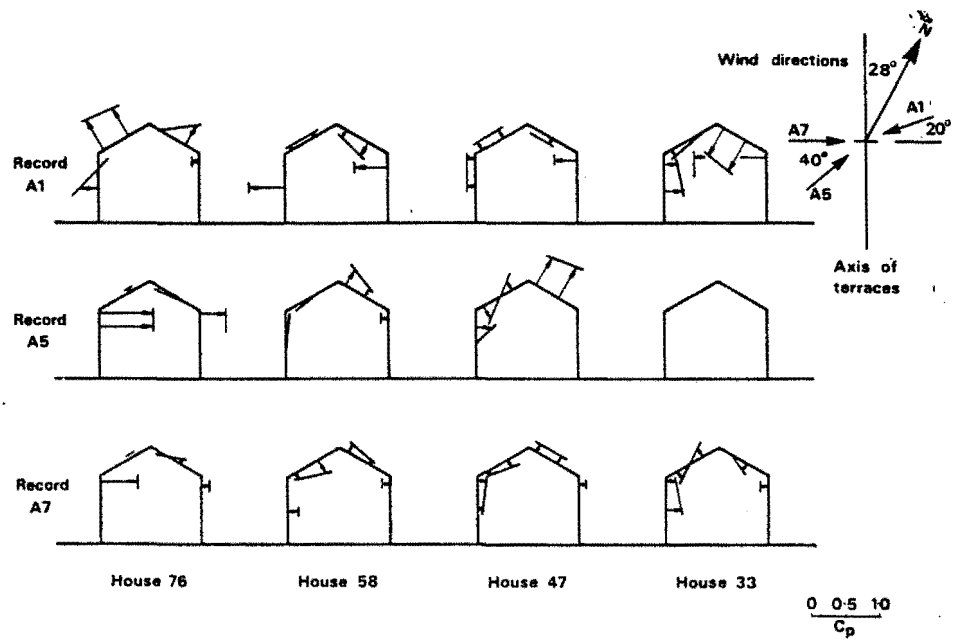 Wind directions
N
28°
A1
20°
A7
40°
A5
Axis of
terraces
Record
A1
Record
A5
Record
A7
House 76
House 58
House 47
House 33
0 0·5 1·0
Cp